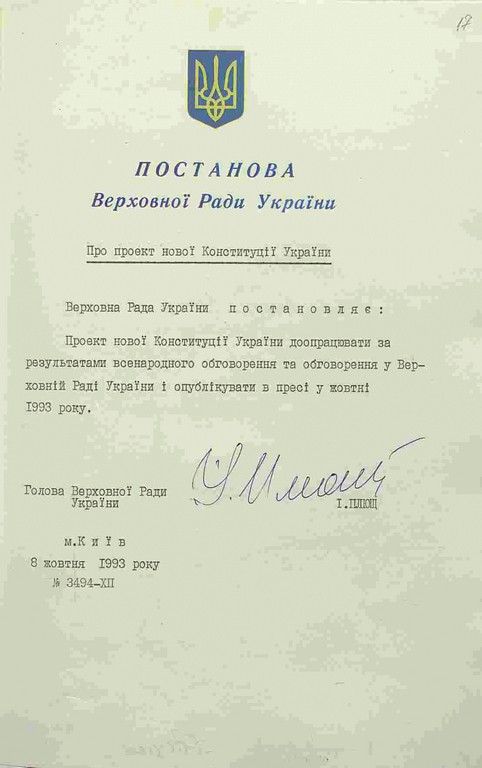 17
ПОСТАНОВА
Верховної Ради України
Про проект нової Конституції України
Верховна Рада України постановляє:
Проект нової Конституції України доопрацювати за
результатами всенародного обговорення та обговорення у Вер-
ховній Раді України і опублікувати в пресі у жовтні
1993 року.
Голова Верховної Ради
України
І.ПЛЮЩ
м.Київ
8 жовтня 1993 року
№ 3494-XII